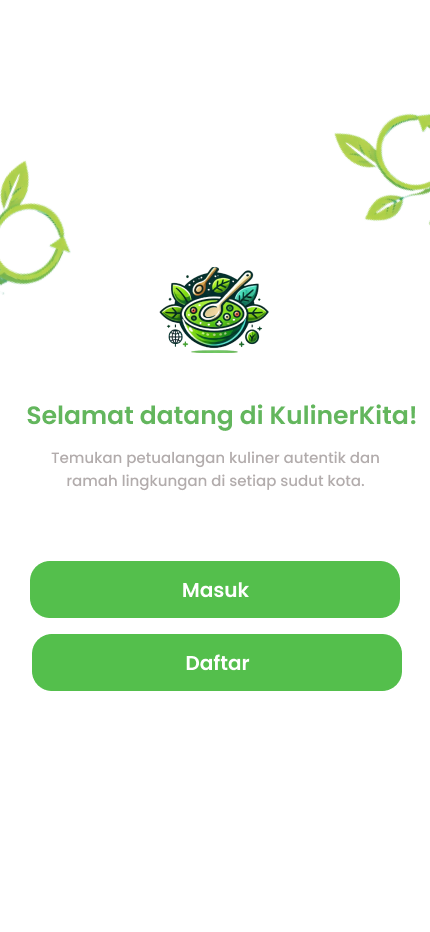 Selamat datang di KulinerKita!
Temukan petualangan kuliner autentik dan
ramah lingkungan di setiap sudut kota.
Masuk
Daftar